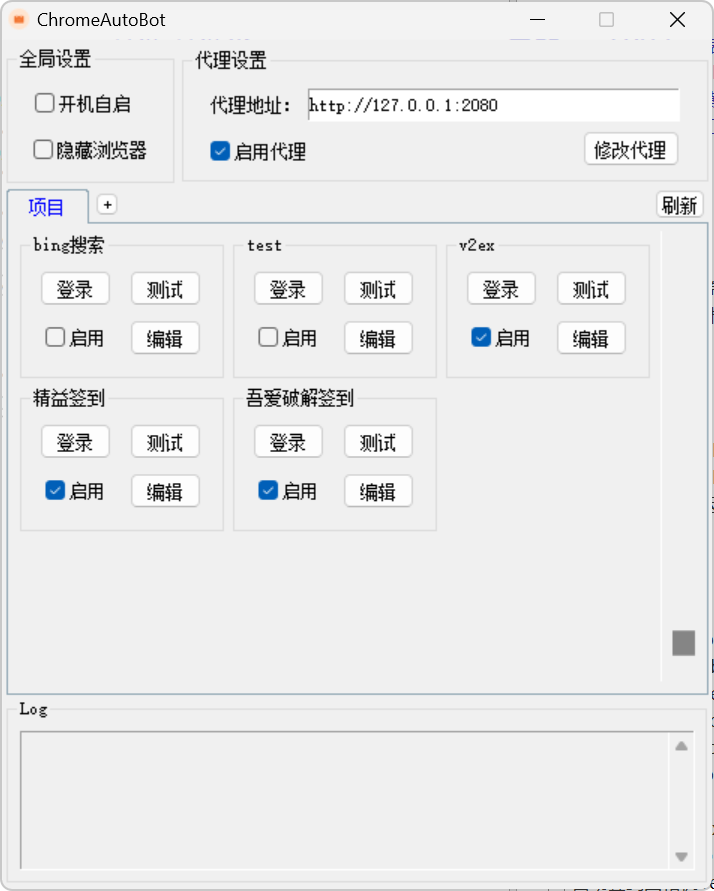 ChromeAutoBot
全局设置
开机自启
隐藏浏览器
代理设置
代理地址： http://127.0.0.1:2080
启用代理
修改代理
项目 +
刷新
bing搜索
登录 测试
启用 编辑
test
登录 测试
启用 编辑
v2ex
登录 测试
启用 编辑
精益签到
登录 测试
启用 编辑
吾爱破解签到
登录 测试
启用 编辑
Log